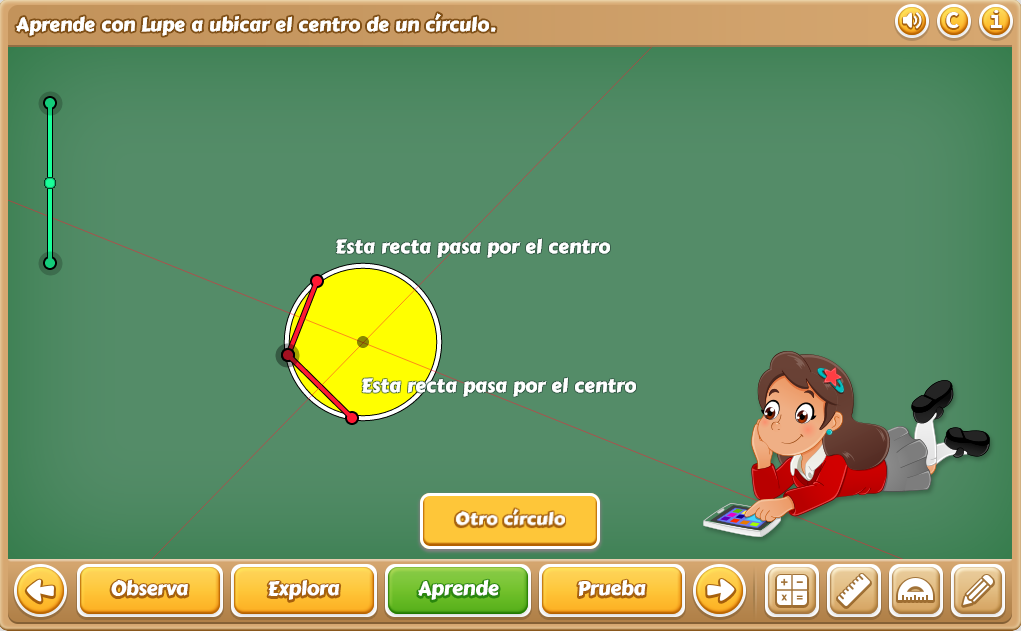 Aprende con Lupe a ubicar el centro de un círculo.
C i
Esta recta pasa por el centro
Esta recta pasa por el centro
Otro círculo
Observa
Explora
Aprende
Prueba
+ - x =